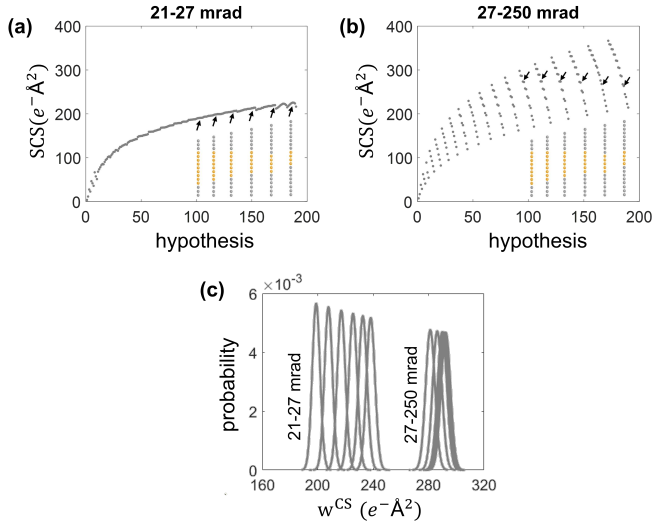 (a)
21-27 mrad
SCS(e⁻Å²)
400
300
200
100
0
0 50 100 150 200
hypothesis
(b)
27-250 mrad
SCS(e⁻Å²)
400
300
200
100
0
0 50 100 150 200
hypothesis
(c)
×10⁻³
probability
6
4
2
0
21-27 mrad
27-250 mrad
160 200 240 280 320
wᶜˢ (e⁻Å²)